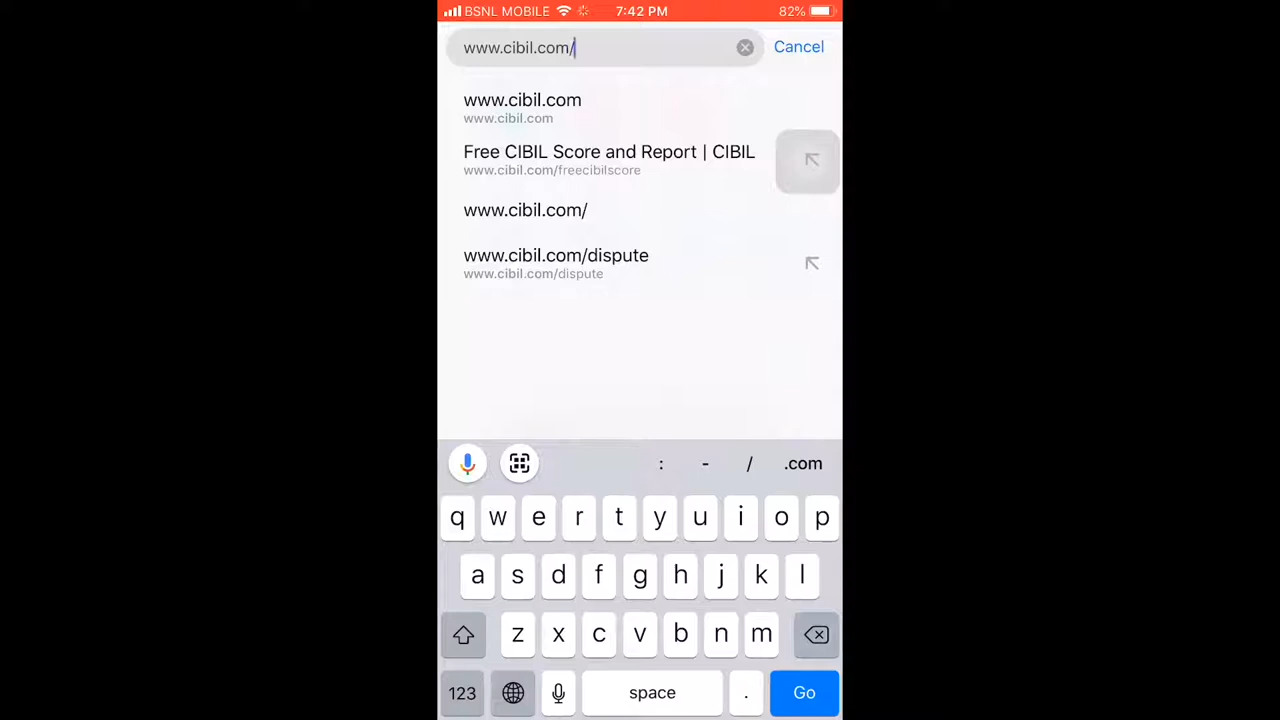 BSNL MOBILE 7:42 PM 82%
www.cibil.com/ Cancel
www.cibil.com
www.cibil.com
Free CIBIL Score and Report | CIBIL
www.cibil.com/freecibilscore
www.cibil.com/
www.cibil.com/dispute
www.cibil.com/dispute
: - / .com
q w e r t y u i o p
a s d f g h j k l
z x c v b n m
123 space . Go